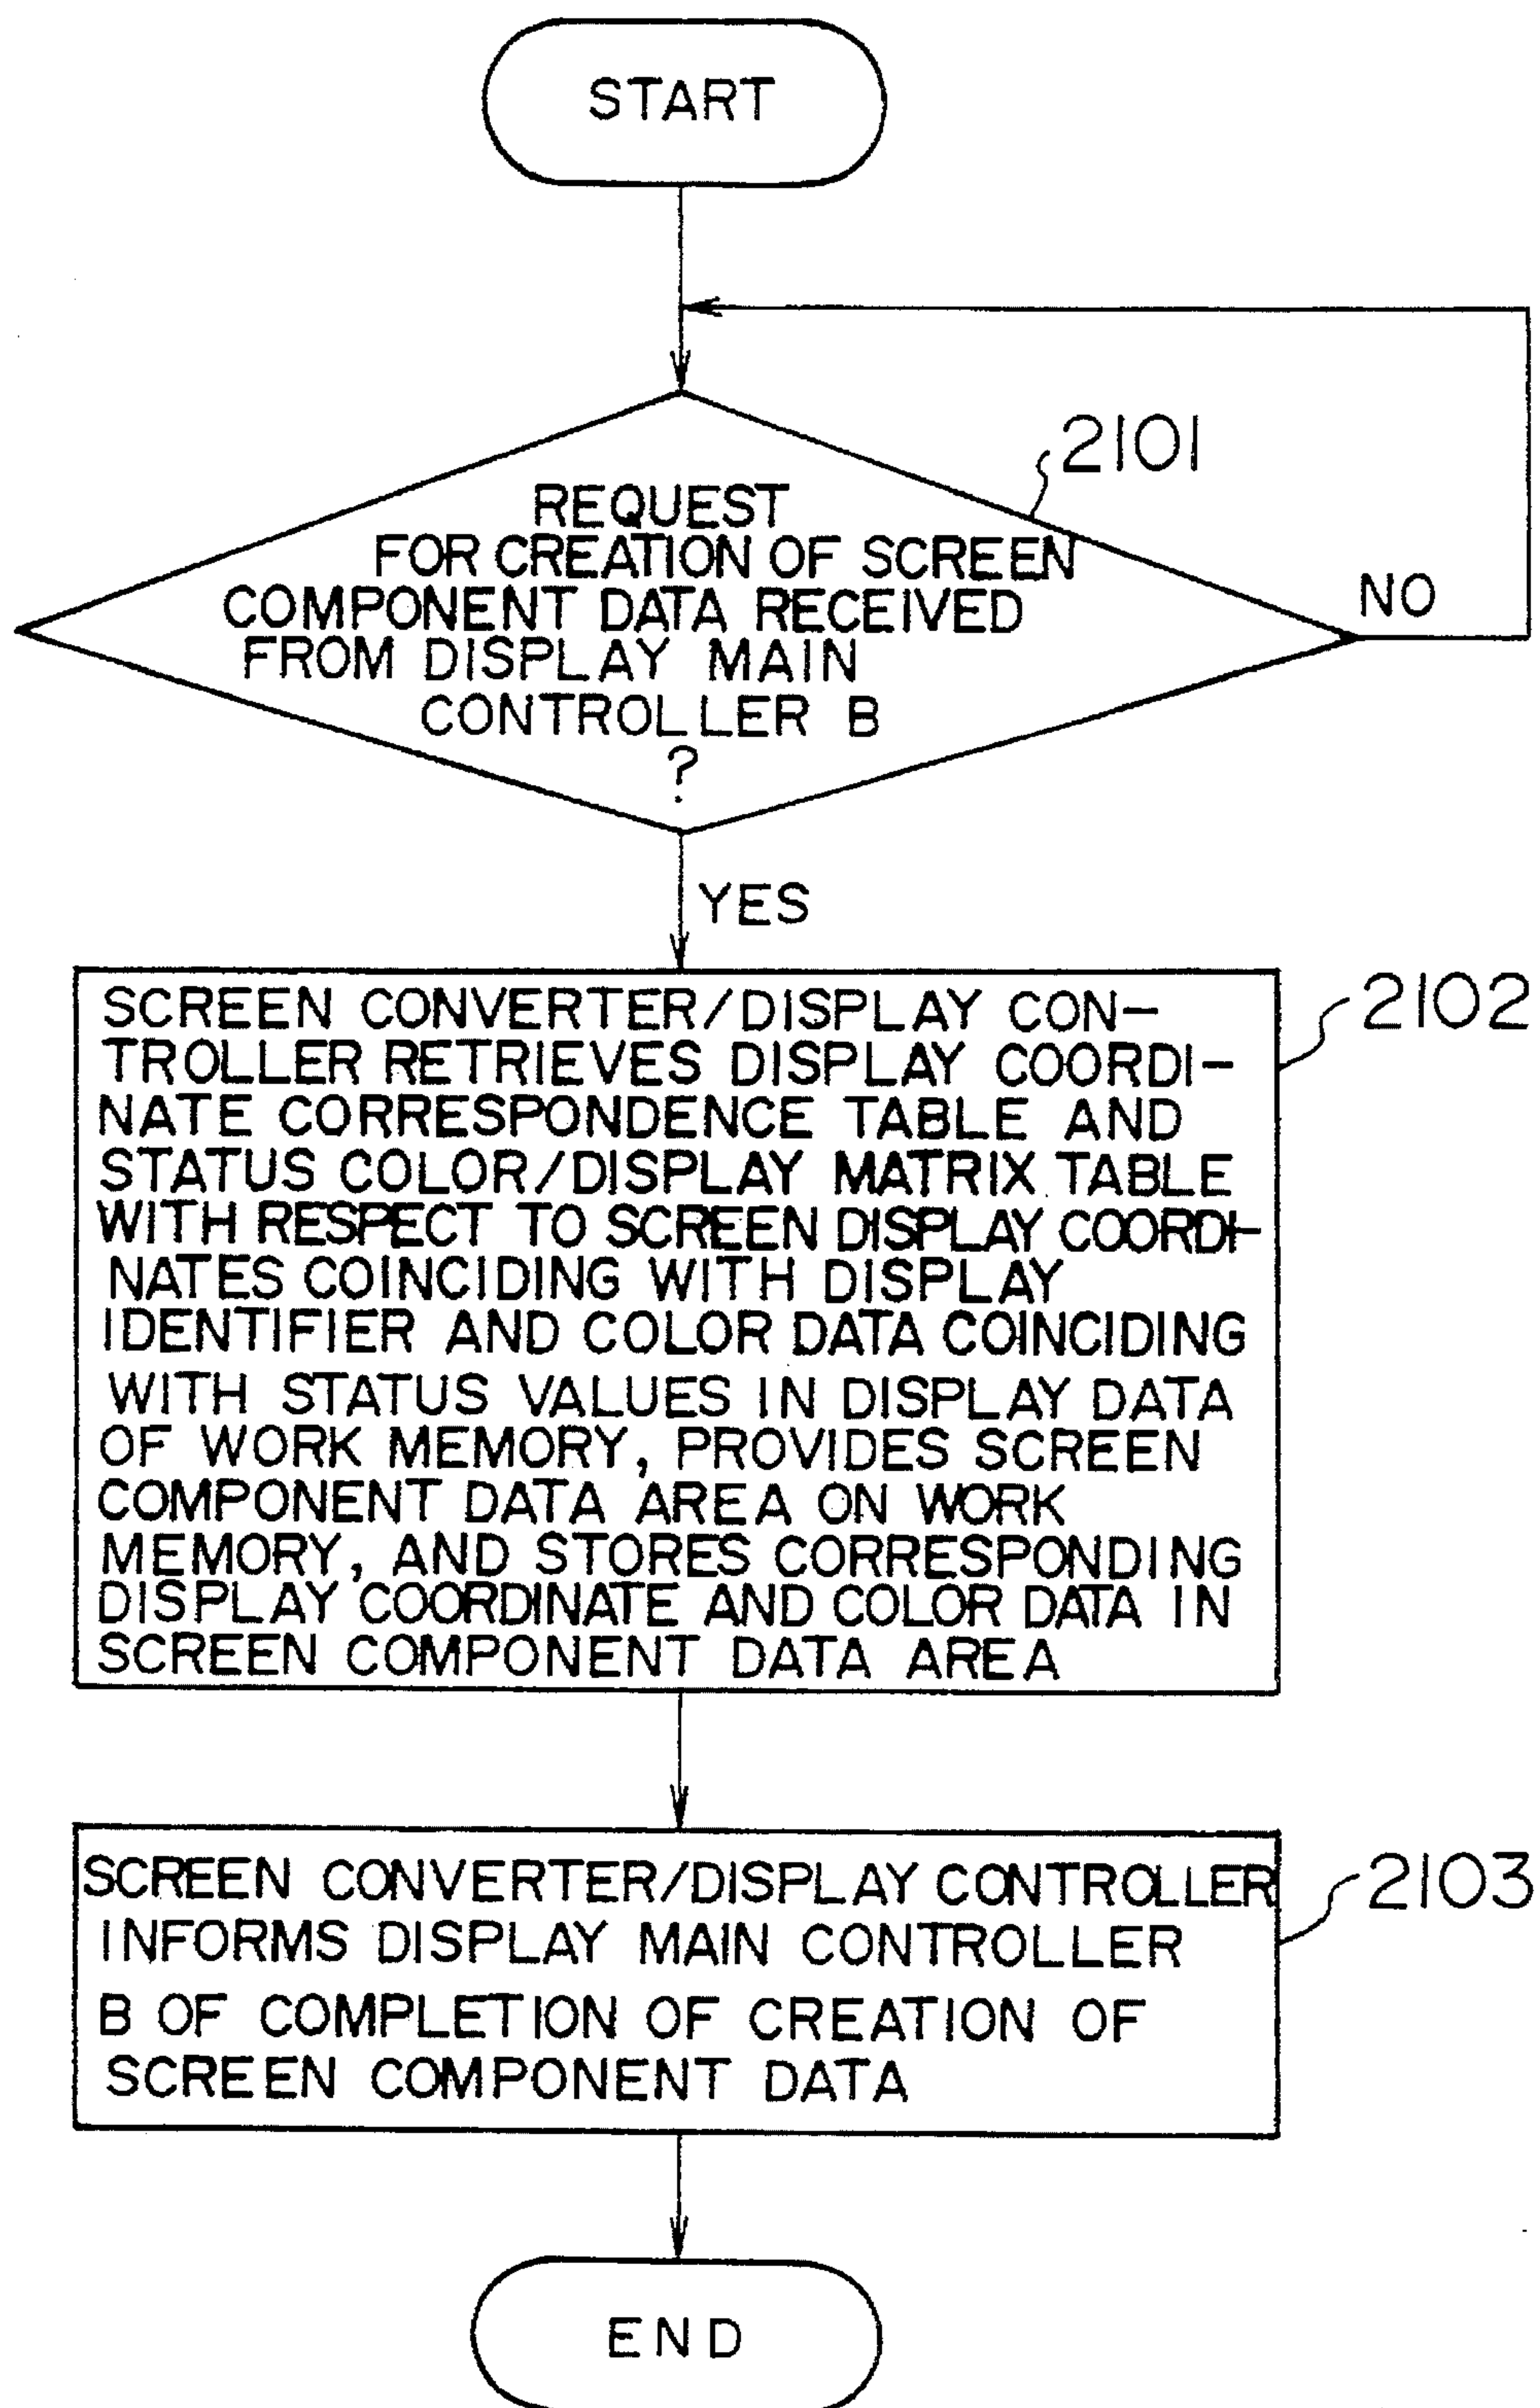 START
2101
REQUEST
FOR CREATION OF SCREEN
COMPONENT DATA RECEIVED
FROM DISPLAY MAIN
CONTROLLER B
?
NO
YES
2102
SCREEN CONVERTER/DISPLAY CON-
TROLLER RETRIEVES DISPLAY COORDI-
NATE CORRESPONDENCE TABLE AND
STATUS COLOR/DISPLAY MATRIX TABLE
WITH RESPECT TO SCREEN DISPLAY COORDI-
NATES COINCIDING WITH DISPLAY
IDENTIFIER AND COLOR DATA COINCIDING
WITH STATUS VALUES IN DISPLAY DATA
OF WORK MEMORY, PROVIDES SCREEN
COMPONENT DATA AREA ON WORK
MEMORY, AND STORES CORRESPONDING
DISPLAY COORDINATE AND COLOR DATA IN
SCREEN COMPONENT DATA AREA
2103
SCREEN CONVERTER/DISPLAY CONTROLLER
INFORMS DISPLAY MAIN CONTROLLER
B OF COMPLETION OF CREATION OF
SCREEN COMPONENT DATA
END